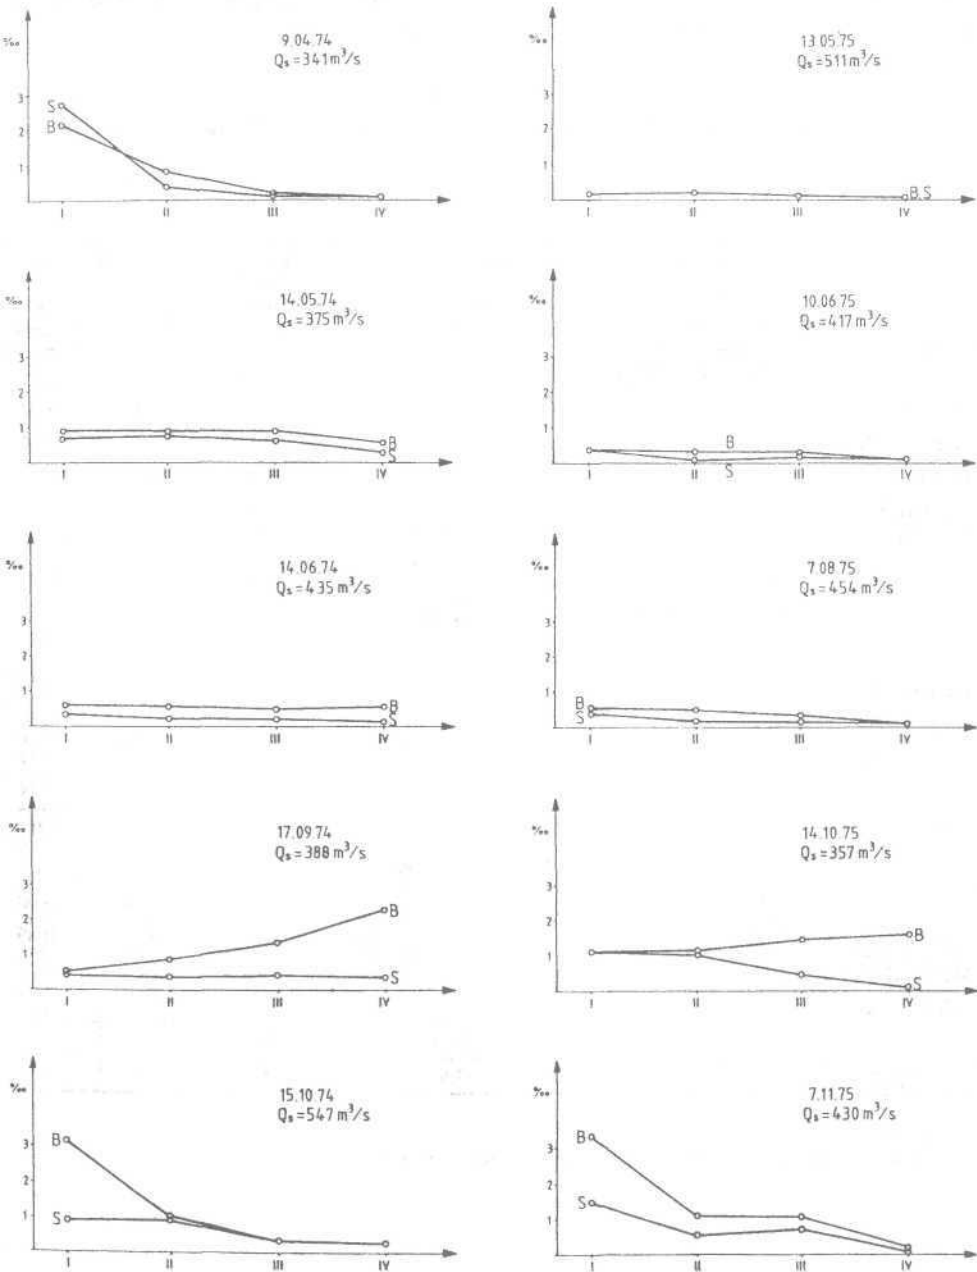 ‰
9.04.74
Qs = 341 m³/s
3
2
1
S
B
I II III IV
13.05.75
Qs = 511 m³/s
‰
3
2
1
B,S
I II III IV
14.05.74
Qs = 375 m³/s
‰
3
2
1
B
S
I II III IV
10.06.75
Qs = 417 m³/s
‰
3
2
1
B
S
I II III IV
14.06.74
Qs = 435 m³/s
‰
3
2
1
B
S
I II III IV
7.08.75
Qs = 454 m³/s
‰
3
2
1
B
S
I II III IV
17.09.74
Qs = 388 m³/s
‰
3
2
1
B
S
I II III IV
14.10.75
Qs = 357 m³/s
‰
3
2
1
B
S
I II III IV
15.10.74
Qs = 547 m³/s
‰
3
2
1
B
S
I II III IV
7.11.75
Qs = 430 m³/s
‰
3
2
1
B
S
I II III IV